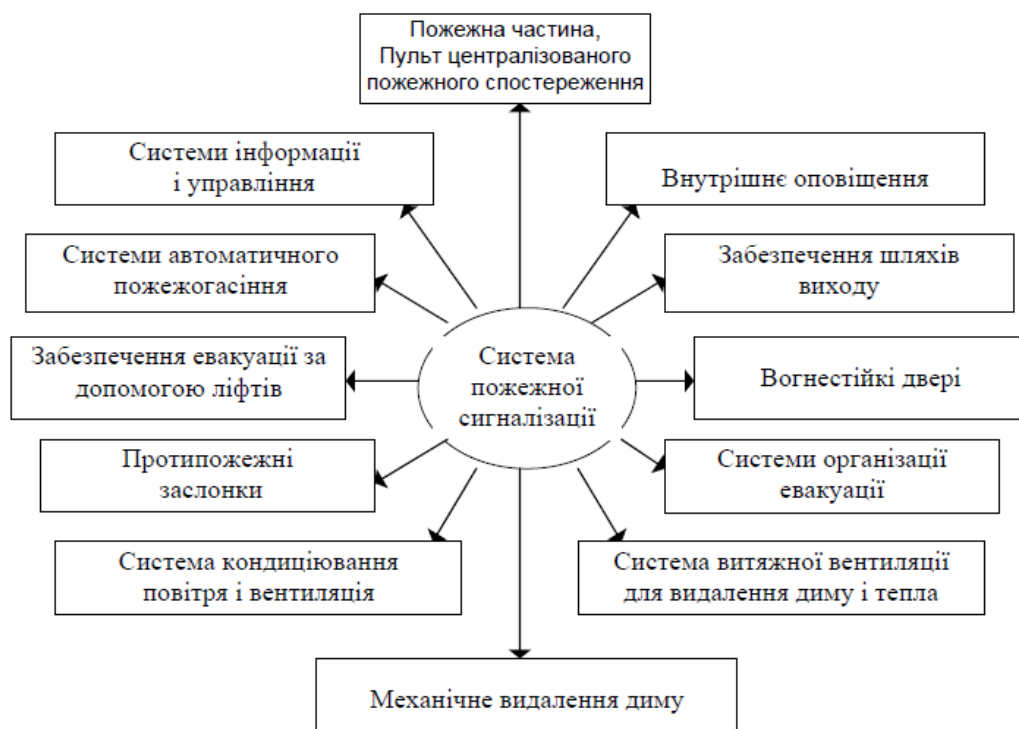 Пожежна частина,
Пульт централізованого
пожежного спостереження
Системи інформації
і управління
Внутрішнє оповіщення
Системи автоматичного
пожежогасіння
Забезпечення шляхів
виходу
Забезпечення евакуації за
допомогою ліфтів
Система
пожежної
сигналізації
Вогнестійкі двері
Протипожежні
заслонки
Системи організації
евакуації
Система кондиціювання
повітря і вентиляція
Система витяжної вентиляції
для видалення диму і тепла
Механічне видалення диму